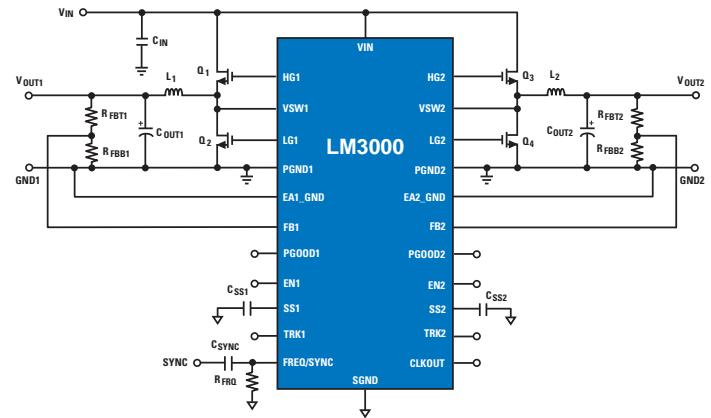 VIN
CIN
VIN
Q1
HG1
HG2
Q3
VOUT1
L1
L2
VOUT2
RFBT1
VSW1
VSW2
RFBT2
COUT1
Q2
LG1
LG2
Q4
COUT2
LM3000
RFBB1
RFBB2
GND1
PGND1
PGND2
GND2
EA1_GND
EA2_GND
FB1
FB2
PGOOD1
PGOOD2
EN1
EN2
CSS1
SS1
SS2
CSS2
TRK1
TRK2
CSYNC
SYNC
FREQ/SYNC
CLKOUT
RFRQ
SGND
+
+